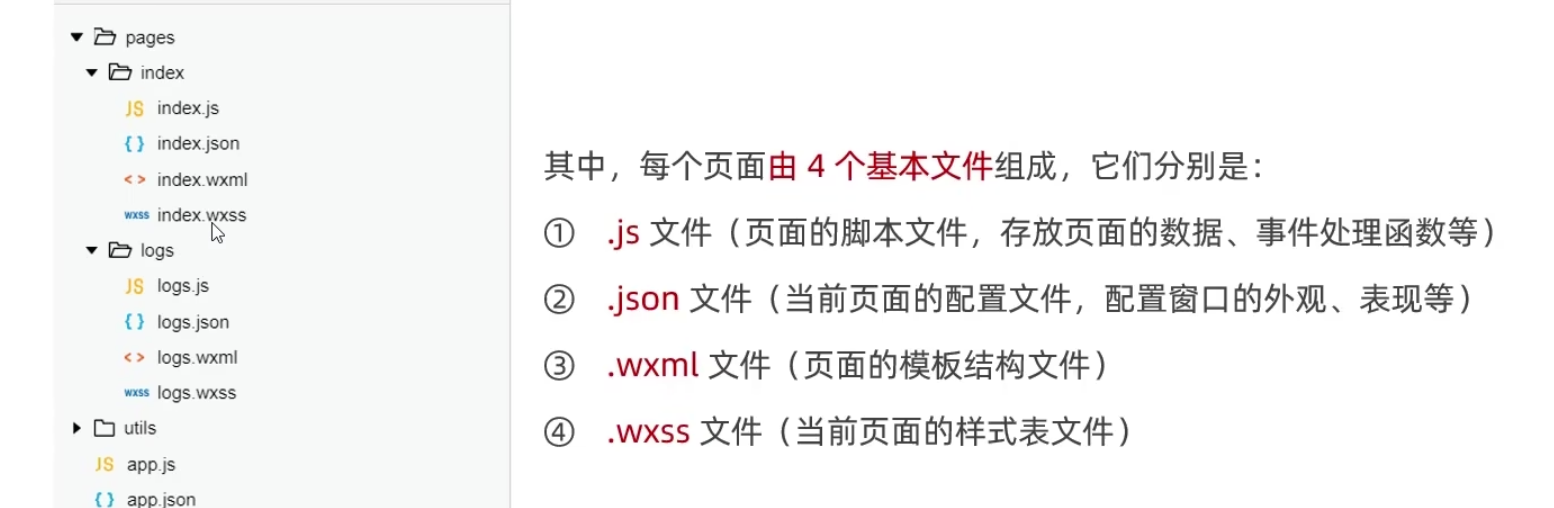 pages
index
JS index.js
{ } index.json
< > index.wxml
wxss index.wxss
logs
JS logs.js
{ } logs.json
< > logs.wxml
wxss logs.wxss
utils
JS app.js
{ } app.json
其中，每个页面由 4 个基本文件组成，它们分别是：
① .js 文件（页面的脚本文件，存放页面的数据、事件处理函数等）
② .json 文件（当前页面的配置文件，配置窗口的外观、表现等）
③ .wxml 文件（页面的模板结构文件）
④ .wxss 文件（当前页面的样式表文件）